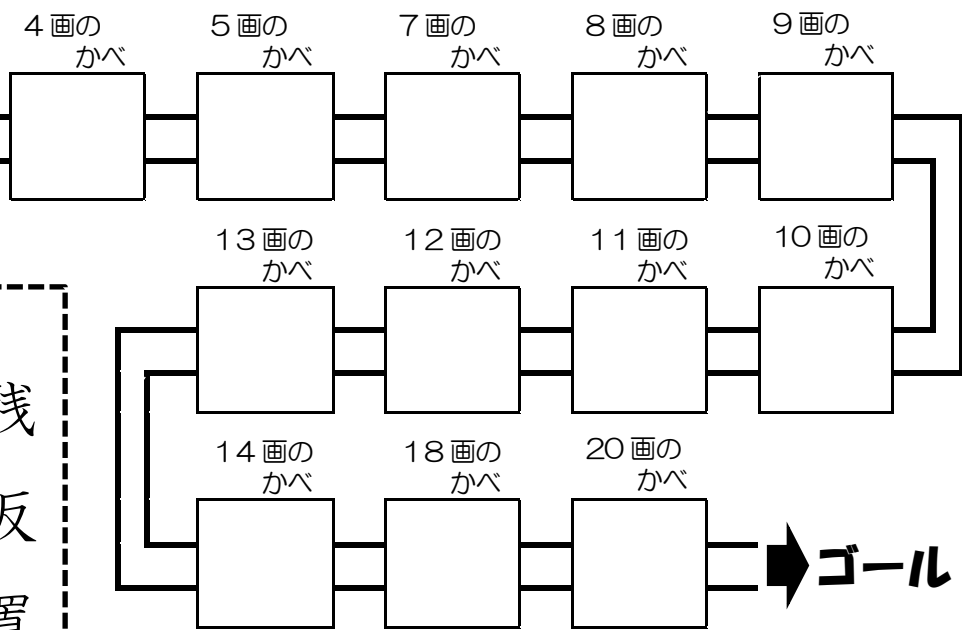 4画の
かべ
5画の
かべ
7画の
かべ
8画の
かべ
9画の
かべ
13画の
かべ
12画の
かべ
11画の
かべ
10画の
かべ
14画の
かべ
18画の
かべ
20画の
かべ
ゴール